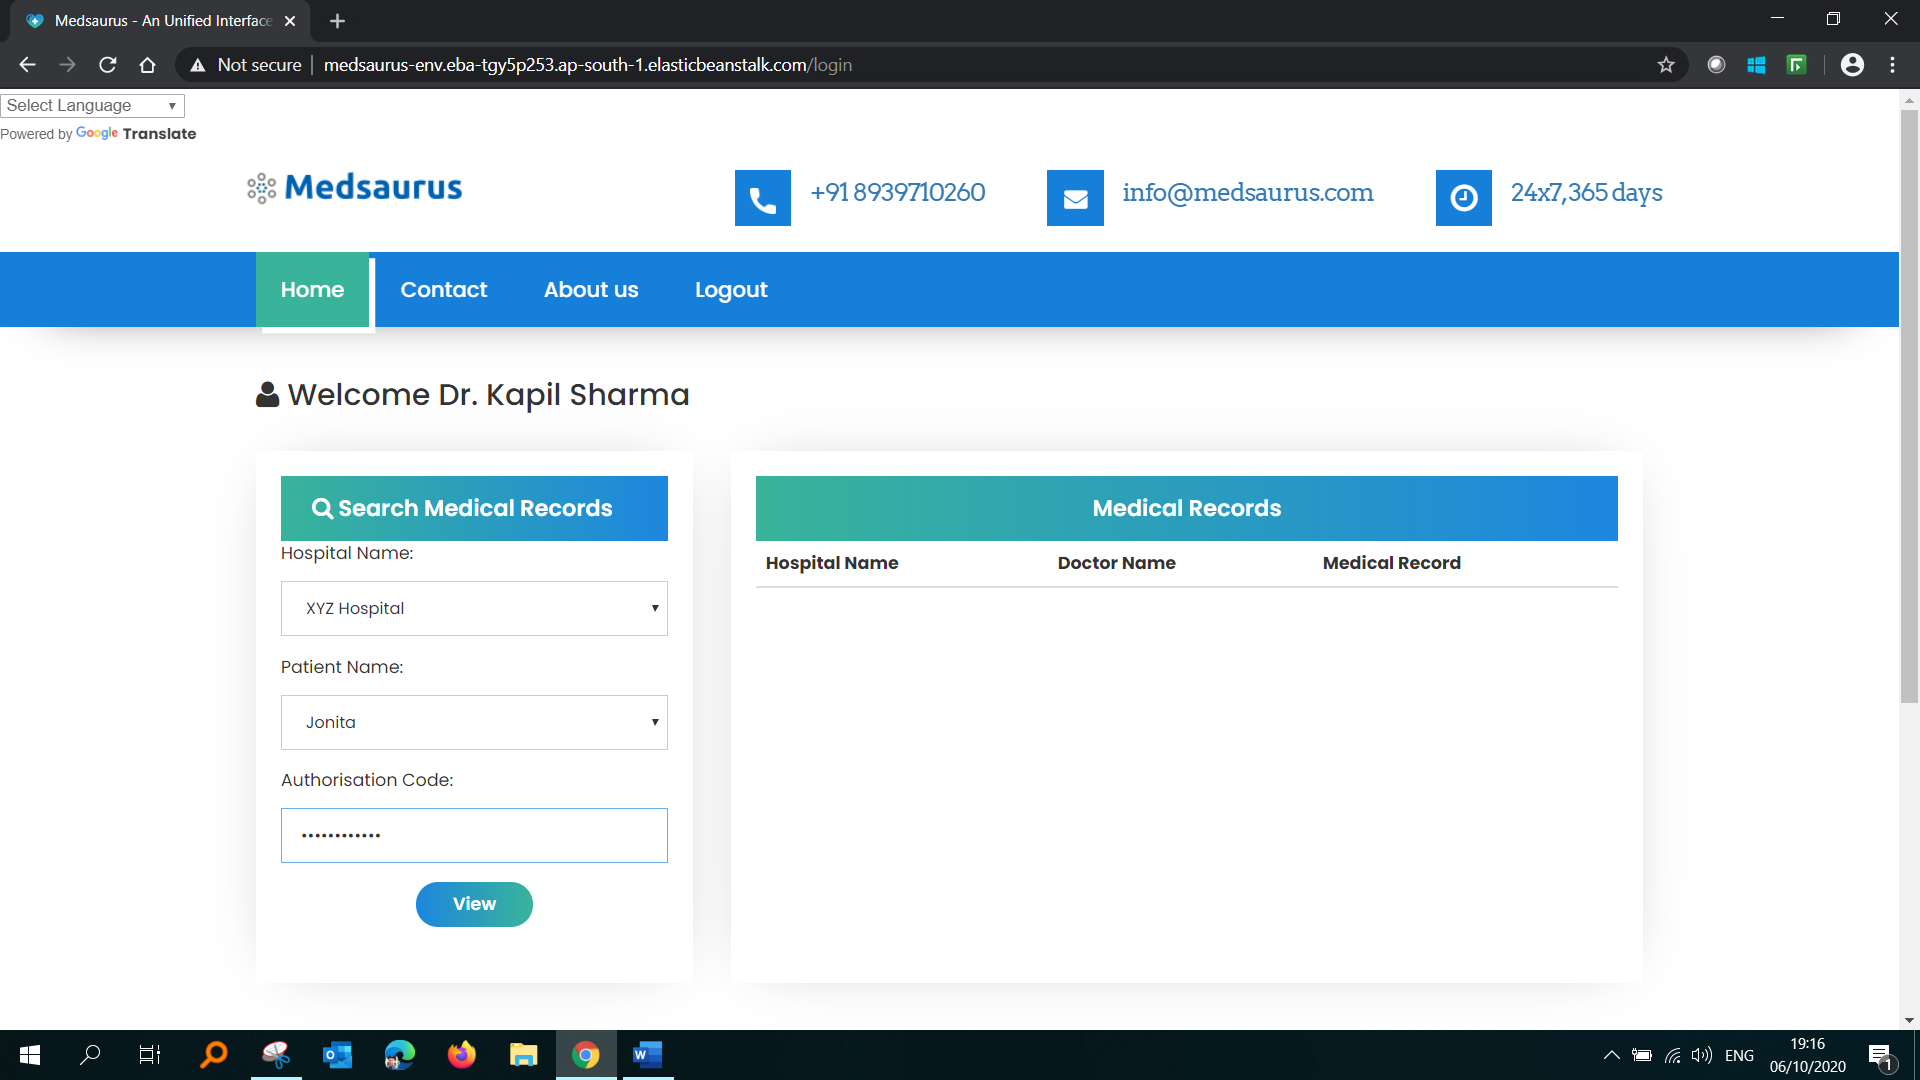 Medsaurus - An Unified Interface
Not secure | medsaurus-env.eba-tgy5p253.ap-south-1.elasticbeanstalk.com/login
Select Language
Powered by Google Translate
Medsaurus
+91 8939710260
info@medsaurus.com
24x7,365 days
Home
Contact
About us
Logout
Welcome Dr. Kapil Sharma
Search Medical Records
Hospital Name:
XYZ Hospital
Patient Name:
Jonita
Authorisation Code:
••••••••••••
View
Medical Records
Hospital Name
Doctor Name
Medical Record
ENG
19:16
06/10/2020
1